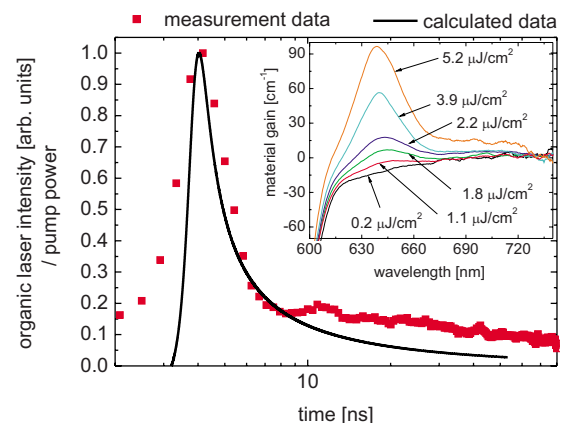 measurement data
calculated data
organic laser intensity [arb. units]
/ pump power
1.0
0.9
0.8
0.7
0.6
0.5
0.4
0.3
0.2
0.1
0.0
10
time [ns]
material gain [cm⁻¹]
90
60
30
0
-30
-60
600
630
660
690
720
wavelength [nm]
5.2 μJ/cm²
3.9 μJ/cm²
2.2 μJ/cm²
1.8 μJ/cm²
1.1 μJ/cm²
0.2 μJ/cm²